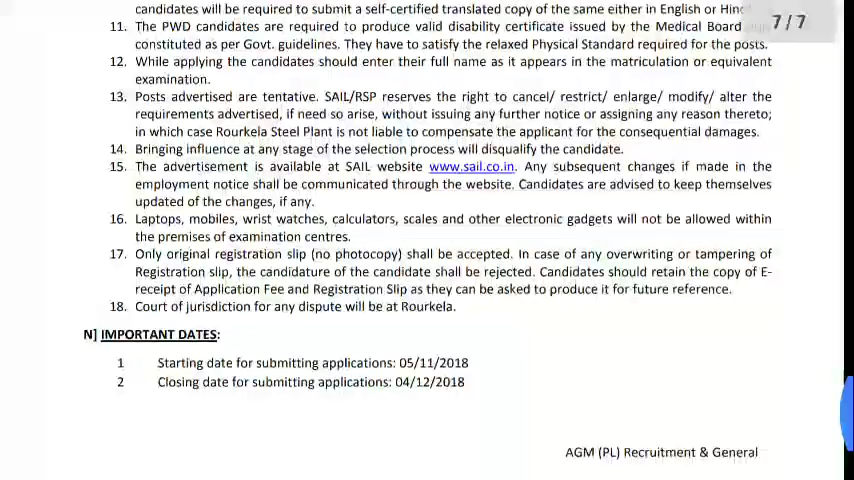 candidates will be required to submit a self-certified translated copy of the same either in English or
7/7
11. The PWD candidates are required to produce valid disability certificate issued by the Medical Board
constituted as per Govt. guidelines. They have to satisfy the relaxed Physical Standard required for the posts.
12. While applying the candidates should enter their full name as it appears in the matriculation or equivalent
examination.
13. Posts advertised are tentative. SAIL/RSP reserves the right to cancel/ restrict/ enlarge/ modify/ alter the
requirements advertised, if need so arise, without issuing any further notice or assigning any reason thereto;
in which case Rourkela Steel Plant is not liable to compensate the applicant for the consequential damages.
14. Bringing influence at any stage of the selection process will disqualify the candidate.
15. The advertisement is available at SAIL website www.sail.co.in. Any subsequent changes if made in the
employment notice shall be communicated through the website. Candidates are advised to keep themselves
updated of the changes, if any.
16. Laptops, mobiles, wrist watches, calculators, scales and other electronic gadgets will not be allowed within
the premises of examination centres.
17. Only original registration slip (no photocopy) shall be accepted. In case of any overwriting or tampering of
Registration slip, the candidature of the candidate shall be rejected. Candidates should retain the copy of E-
receipt of Application Fee and Registration Slip as they can be asked to produce it for future reference.
18. Court of jurisdiction for any dispute will be at Rourkela.
N] IMPORTANT DATES:
1 Starting date for submitting applications: 05/11/2018
2 Closing date for submitting applications: 04/12/2018
AGM (PL) Recruitment & General